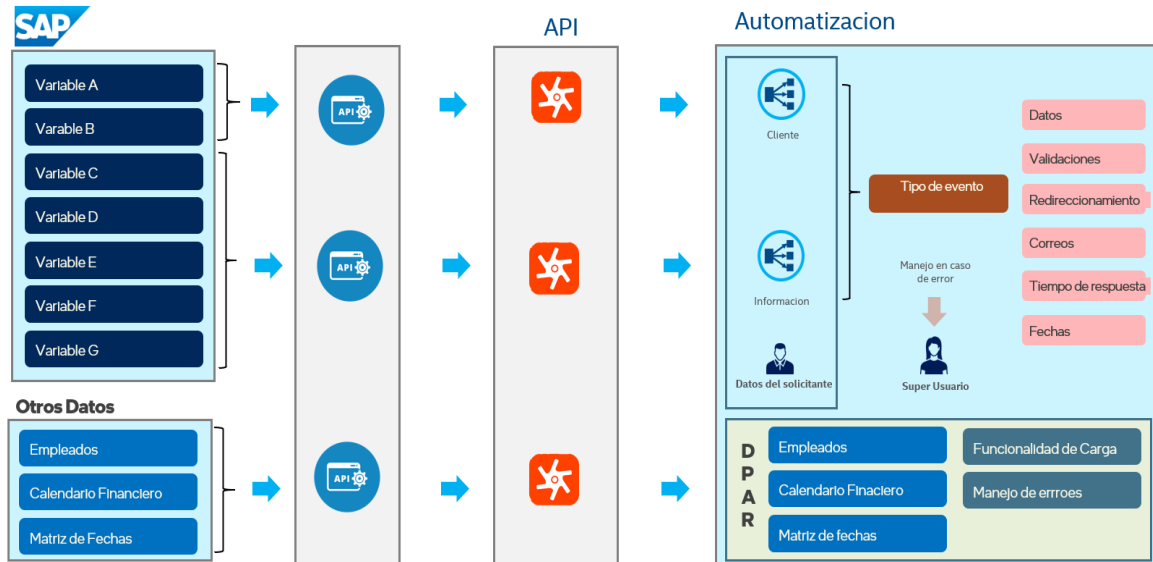 SAP
API
Automatizacion
Variable A
Varable B
Variable C
Variable D
Variable E
Variable F
Variable G
API
API
Cliente
Informacion
Datos del solicitante
Tipo de evento
Manejo en caso
de error
Super Usuario
Datos
Validaciones
Redireccionamiento
Correos
Tiempo de respuesta
Fechas
Otros Datos
Empleados
Calendario Financiero
Matriz de Fechas
API
D
P
A
R
Empleados
Calendario Finaciero
Matriz de fechas
Funcionalidad de Carga
Manejo de errroes